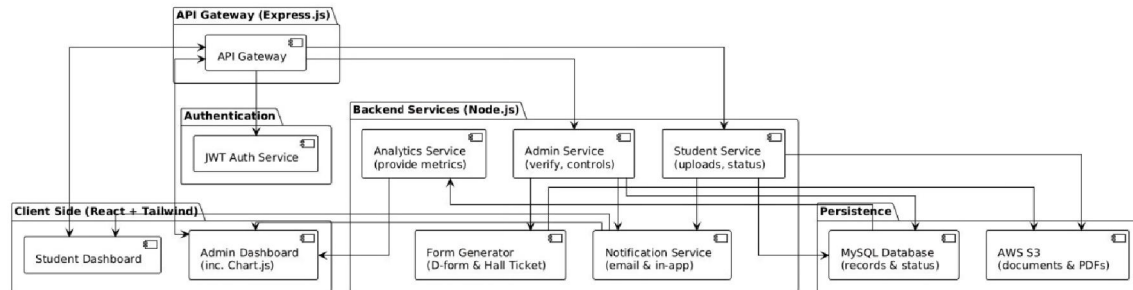 API Gateway (Express.js)
API Gateway
Authentication
JWT Auth Service
Backend Services (Node.js)
Analytics Service
(provide metrics)
Admin Service
(verify, controls)
Student Service
(uploads, status)
Client Side (React + Tailwind)
Student Dashboard
Admin Dashboard
(inc. Chart.js)
Form Generator
(D-form & Hall Ticket)
Notification Service
(email & in-app)
Persistence
MySQL Database
(records & status)
AWS S3
(documents & PDFs)